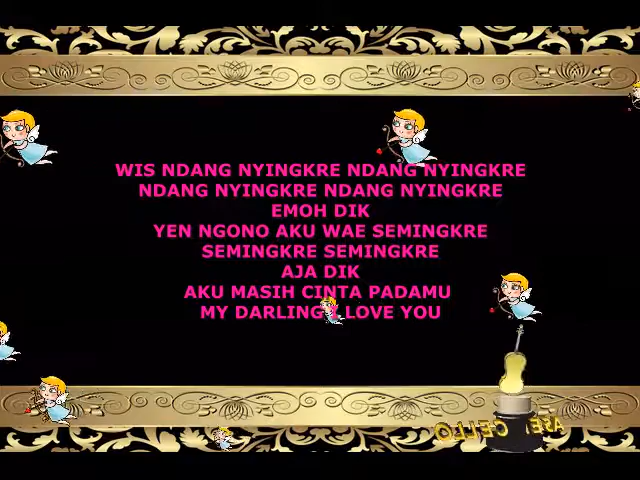 WIS NDANG NYINGKRE NDANG NYINGKRE
NDANG NYINGKRE NDANG NYINGKRE
EMOH DIK
YEN NGONO AKU WAE SEMINGKRE
SEMINGKRE SEMINGKRE
AJA DIK
AKU MASIH CINTA PADAMU
MY DARLING I LOVE YOU
CELLO